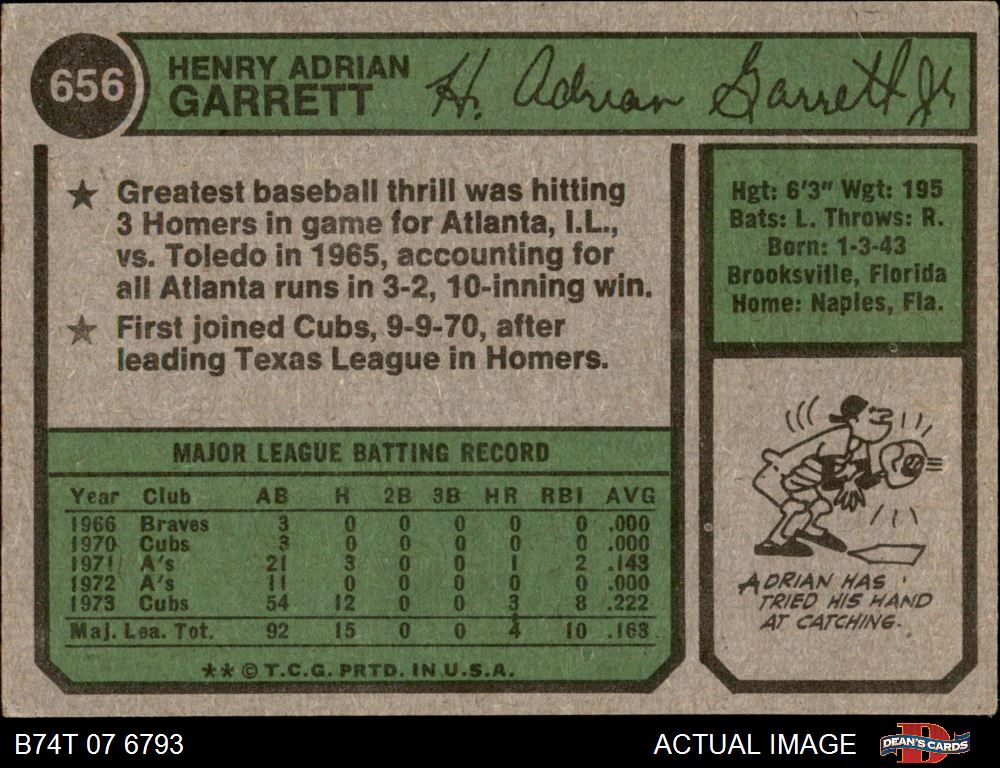 656
HENRY ADRIAN
GARRETT
H. Adrian Garrett Jr
★ Greatest baseball thrill was hitting
3 Homers in game for Atlanta, I.L.,
vs. Toledo in 1965, accounting for
all Atlanta runs in 3-2, 10-inning win.
★ First joined Cubs, 9-9-70, after
leading Texas League in Homers.
Hgt: 6'3" Wgt: 195
Bats: L. Throws: R.
Born: 1-3-43
Brooksville, Florida
Home: Naples, Fla.
MAJOR LEAGUE BATTING RECORD
Year Club AB H 2B 3B HR RBI AVG
1966 Braves 3 0 0 0 0 0 .000
1970 Cubs 3 0 0 0 0 0 .000
1971 A's 21 3 0 0 1 2 .143
1972 A's 11 0 0 0 0 0 .000
1973 Cubs 54 12 0 0 3 8 .222
Maj. Lea. Tot. 92 15 0 0 4 10 .163
** © T.C.G. PRTD. IN U.S.A.
ADRIAN HAS
TRIED HIS HAND
AT CATCHING.
B74T 07 6793
ACTUAL IMAGE
DEAN'S CARDS